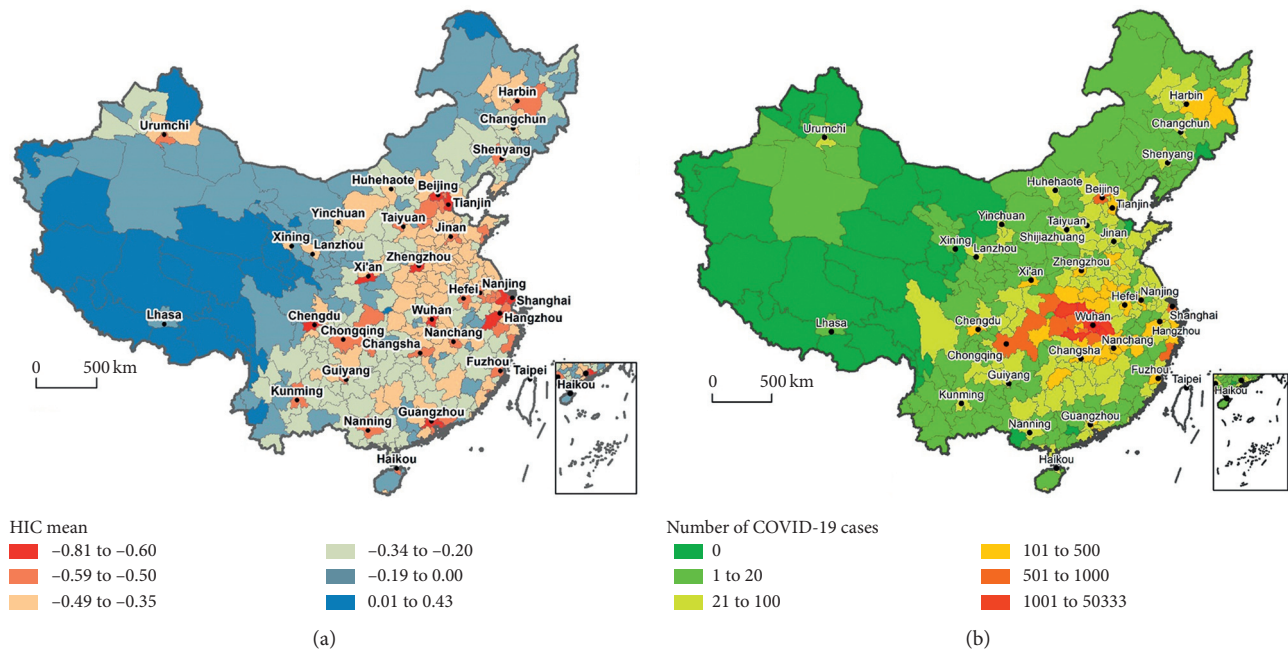 Harbin
Changchun
Urumchi
Shenyang
Huhehaote
Beijing
Tianjin
Yinchuan
Taiyuan
Jinan
Xining
Lanzhou
Zhengzhou
Xi'an
Nanjing
Hefei
Shanghai
Wuhan
Hangzhou
Lhasa
Chengdu
Chongqing
Nanchang
Changsha
Fuzhou
Guiyang
Taipei
Kunming
Guangzhou
Nanning
Haikou
Haikou
0 500 km
HIC mean
–0.81 to –0.60
–0.59 to –0.50
–0.49 to –0.35
–0.34 to –0.20
–0.19 to 0.00
0.01 to 0.43
(a)
Harbin
Changchun
Urumchi
Shenyang
Huhehaote
Beijing
Tianjin
Yinchuan
Taiyuan
Shijiazhuang
Jinan
Xining
Lanzhou
Zhengzhou
Xi'an
Nanjing
Hefei
Shanghai
Wuhan
Hangzhou
Lhasa
Chengdu
Chongqing
Nanchang
Changsha
Fuzhou
Guiyang
Taipei
Kunming
Guangzhou
Nanning
Haikou
Haikou
0 500 km
Number of COVID-19 cases
0
1 to 20
21 to 100
101 to 500
501 to 1000
1001 to 50333
(b)